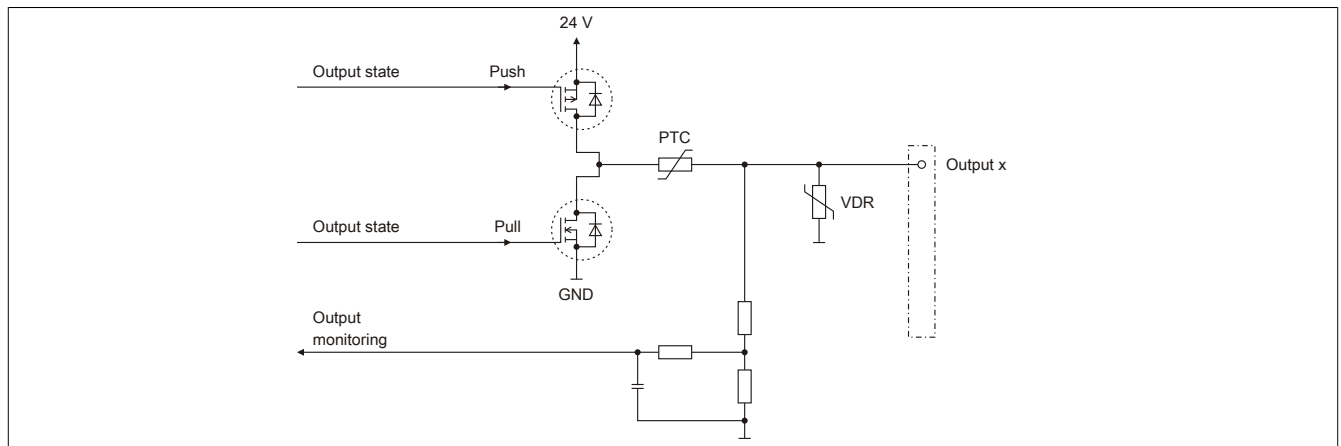 24 V
Output state
Push
PTC
Output x
VDR
Output state
Pull
GND
Output
monitoring